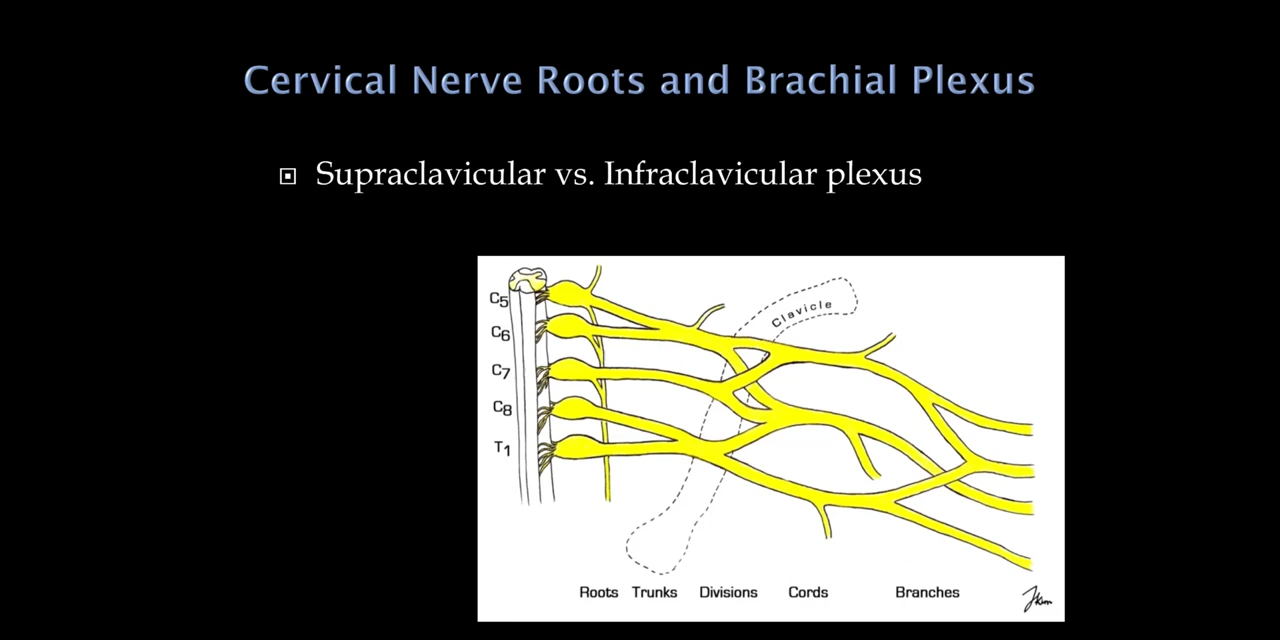 Cervical Nerve Roots and Brachial Plexus
Supraclavicular vs. Infraclavicular plexus
C5
Clavicle
C6
C7
C8
T1
Roots Trunks Divisions Cords Branches